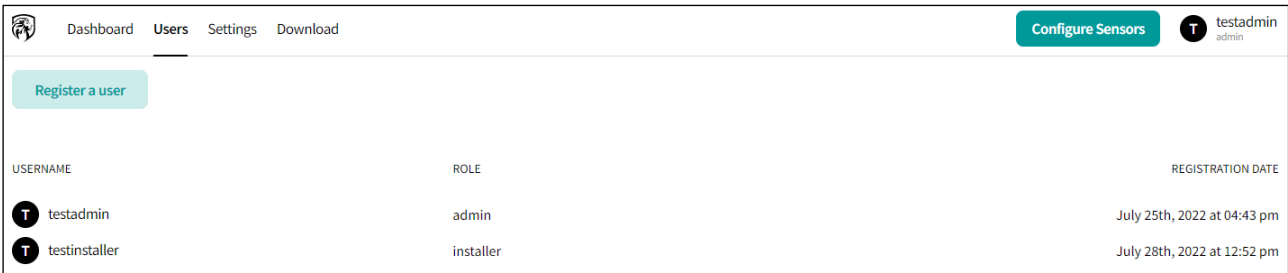 Dashboard Users Settings Download Configure Sensors T testadmin
admin
Register a user
USERNAME ROLE REGISTRATION DATE
T testadmin admin July 25th, 2022 at 04:43 pm
T testinstaller installer July 28th, 2022 at 12:52 pm